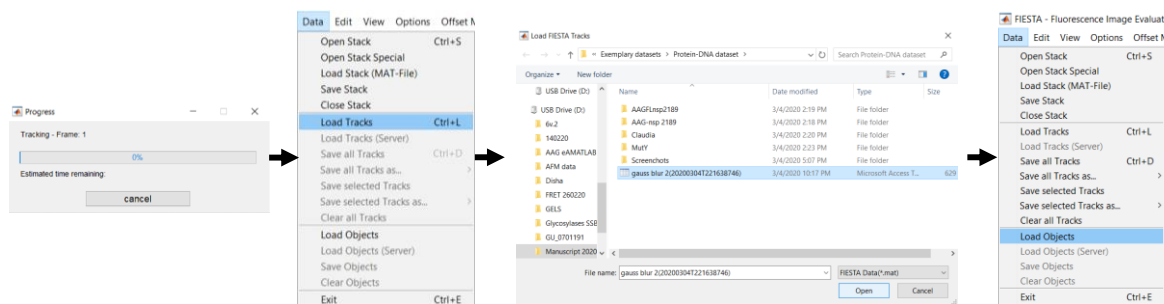 Progress
Tracking - Frame: 1
0%
Estimated time remaining:
cancel
Data Edit View Options Offset M
Open Stack Ctrl+S
Open Stack Special
Load Stack (MAT-File)
Save Stack
Close Stack
Load Tracks Ctrl+L
Load Tracks (Server)
Save all Tracks Ctrl+D
Save all Tracks as... >
Save selected Tracks
Save selected Tracks as... >
Clear all Tracks
Load Objects
Load Objects (Server)
Save Objects
Clear Objects
Exit Ctrl+E
Load FIESTA Tracks
« Exemplary datasets > Protein-DNA dataset >
Search Protein-DNA dataset
Organize New folder
USB Drive (D:)
USB Drive (D:)
6v.2
140220
AAG eAMATLAB
AFM data
Disha
FRET 260220
GELS
Glycosylases SSB
GU_0701191
Manuscript 2020
Name Date modified Type Size
AAGFLnsp2189 3/4/2020 2:19 PM File folder
AAG-nsp 2189 3/4/2020 2:18 PM File folder
Claudia 3/4/2020 2:20 PM File folder
MutY 3/4/2020 2:23 PM File folder
Screenchots 3/4/2020 5:07 PM File folder
gauss blur 2(20200304T221638746) 3/4/2020 10:17 PM Microsoft Access T... 629
File name: gauss blur 2(20200304T221638746) FIESTA Data(*.mat)
Open Cancel
FIESTA - Fluorescence Image Evaluat
Data Edit View Options Offset M
Open Stack Ctrl+S
Open Stack Special
Load Stack (MAT-File)
Save Stack
Close Stack
Load Tracks Ctrl+L
Load Tracks (Server)
Save all Tracks Ctrl+D
Save all Tracks as... >
Save selected Tracks
Save selected Tracks as... >
Clear all Tracks
Load Objects
Load Objects (Server)
Save Objects
Clear Objects
Exit Ctrl+E